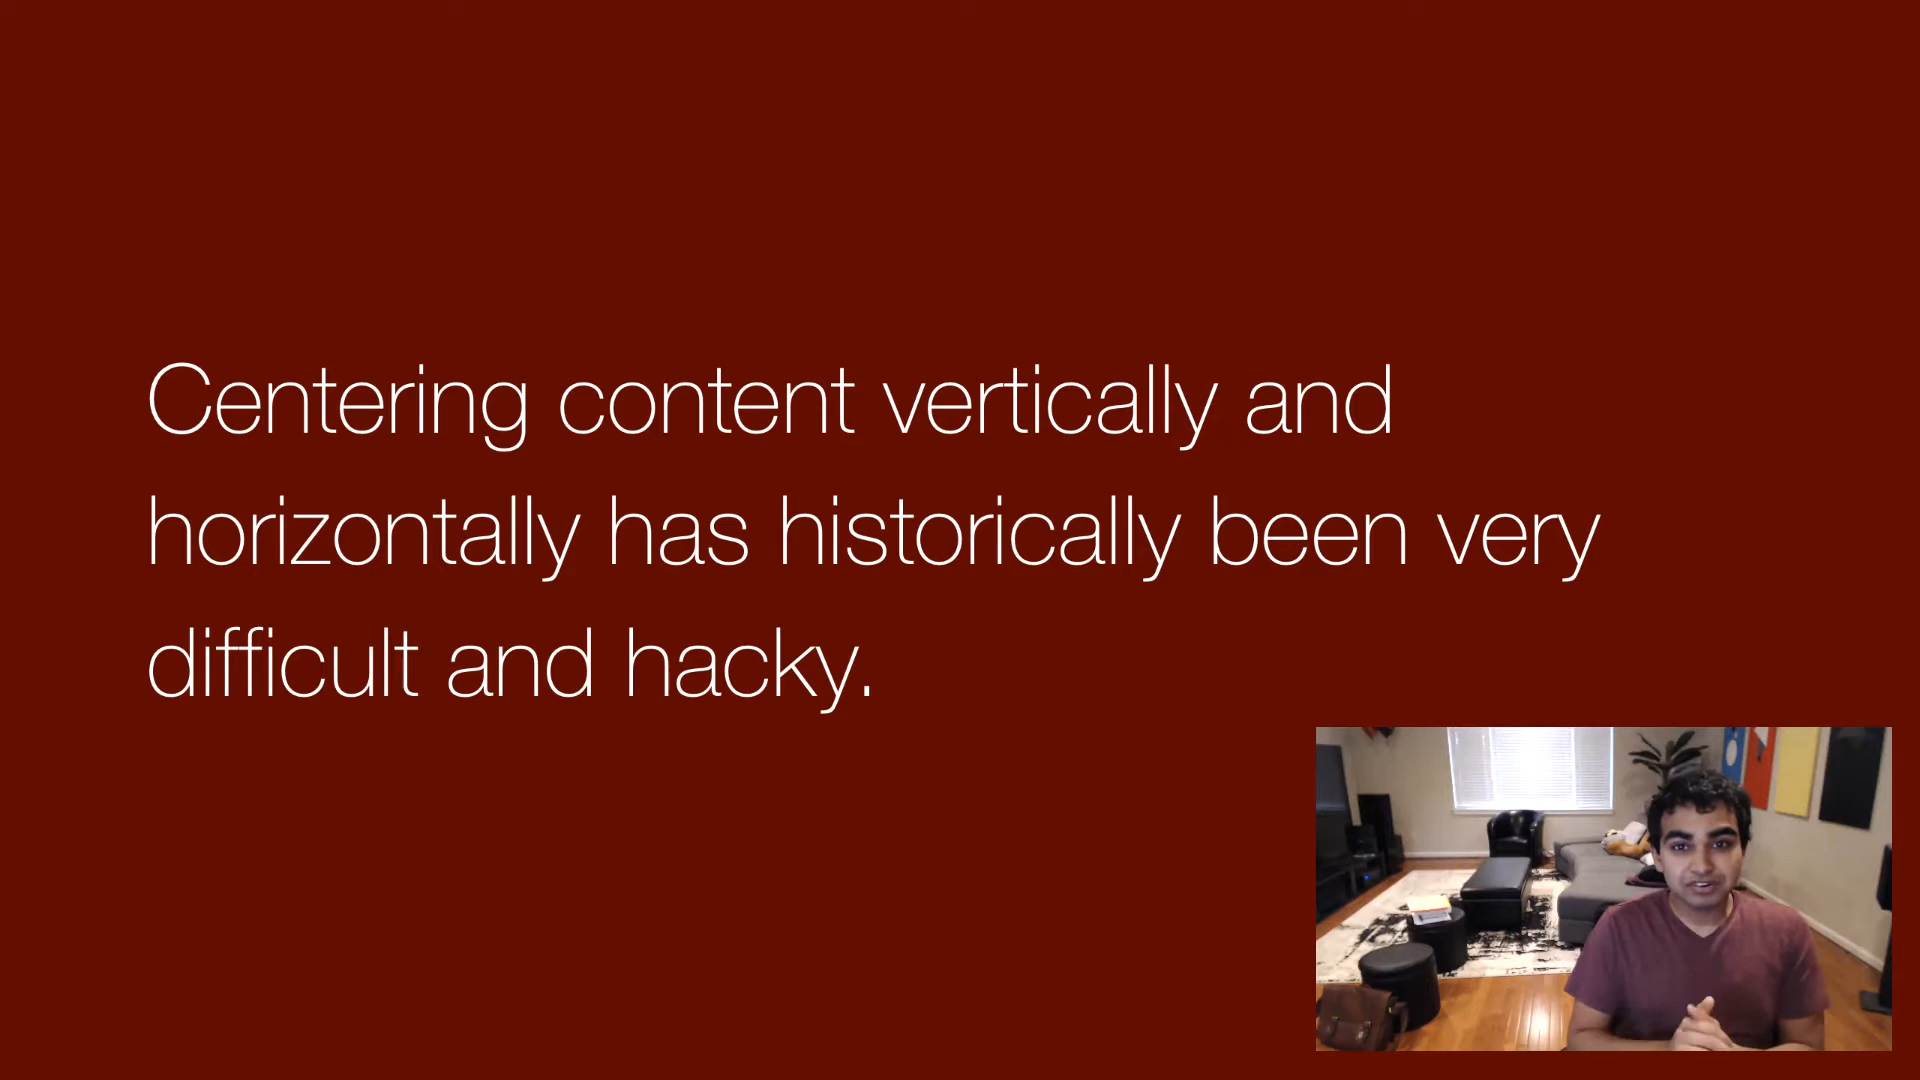 Centering content vertically and
horizontally has historically been very
difficult and hacky.